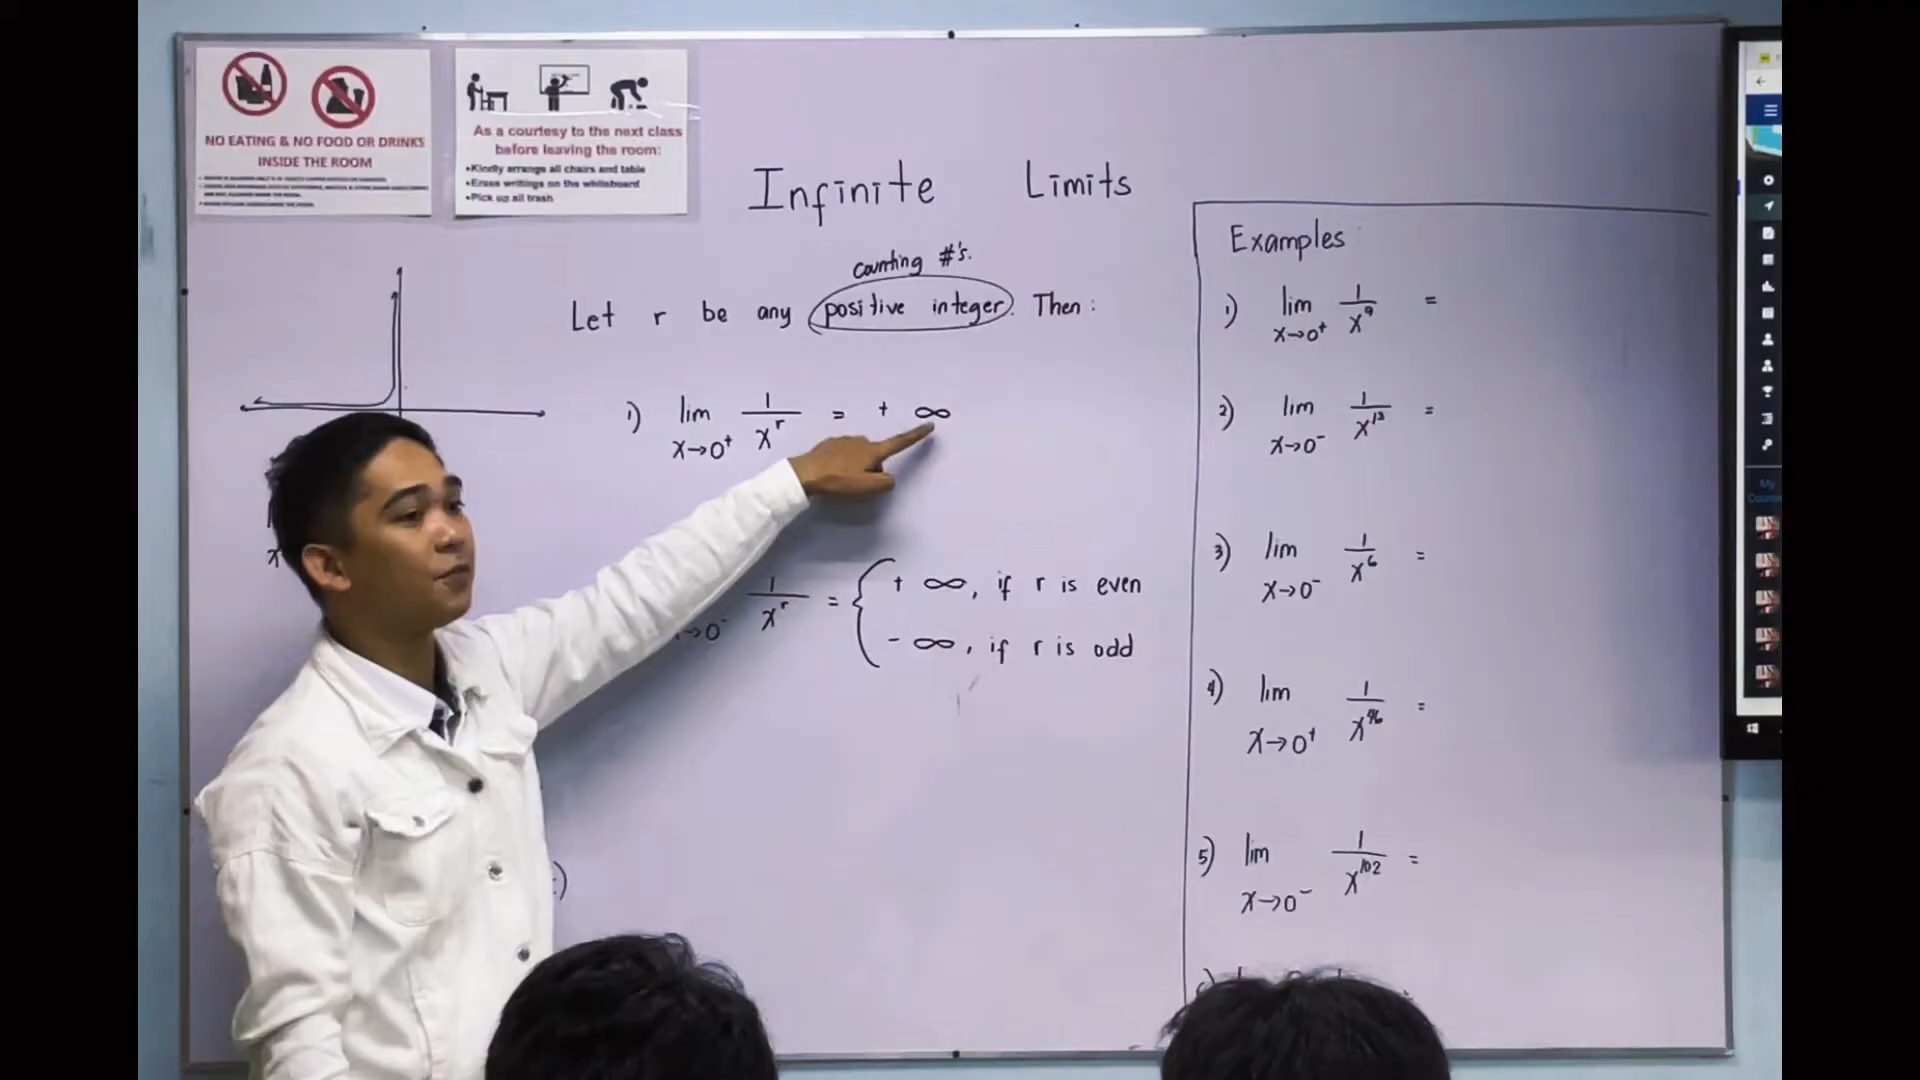 NO EATING & NO FOOD OR DRINKS
INSIDE THE ROOM
As a courtesy to the next class
before leaving the room:
•Kindly arrange all chairs and table
•Erase writings on the whiteboard
•Pick up all trash
Infinite Limits
counting #'s.
Let r be any positive integer. Then:
1) lim x→0⁺ 1/xʳ = + ∞
x→0⁻ 1/xʳ = { + ∞, if r is even
- ∞, if r is odd
Examples:
1) lim x→0⁺ 1/x⁹ =
2) lim x→0⁻ 1/x¹³ =
3) lim x→0⁻ 1/x⁶ =
4) lim x→0⁺ 1/x⁹⁶ =
5) lim x→0⁻ 1/x¹⁰² =
My